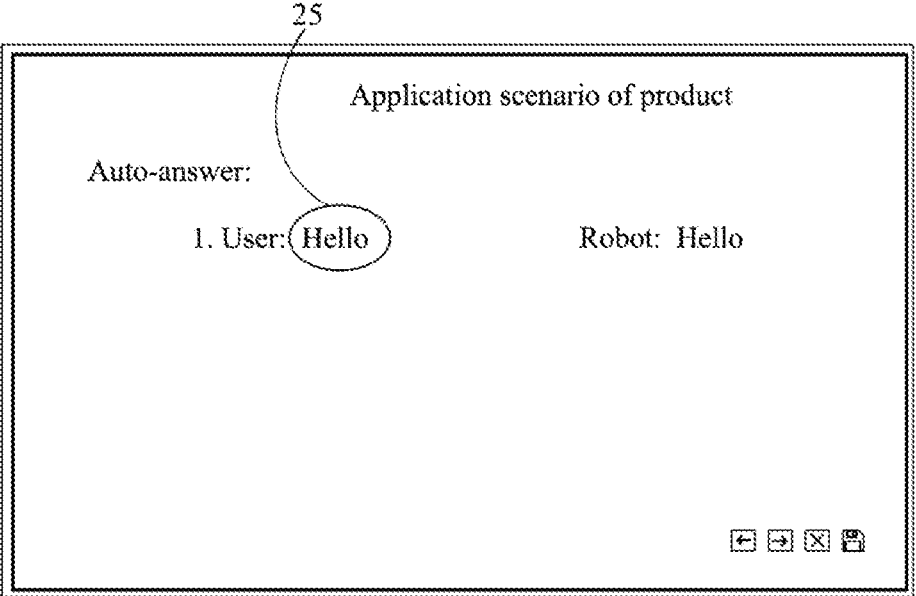 25
Application scenario of product
Auto-answer:
1. User: Hello Robot: Hello